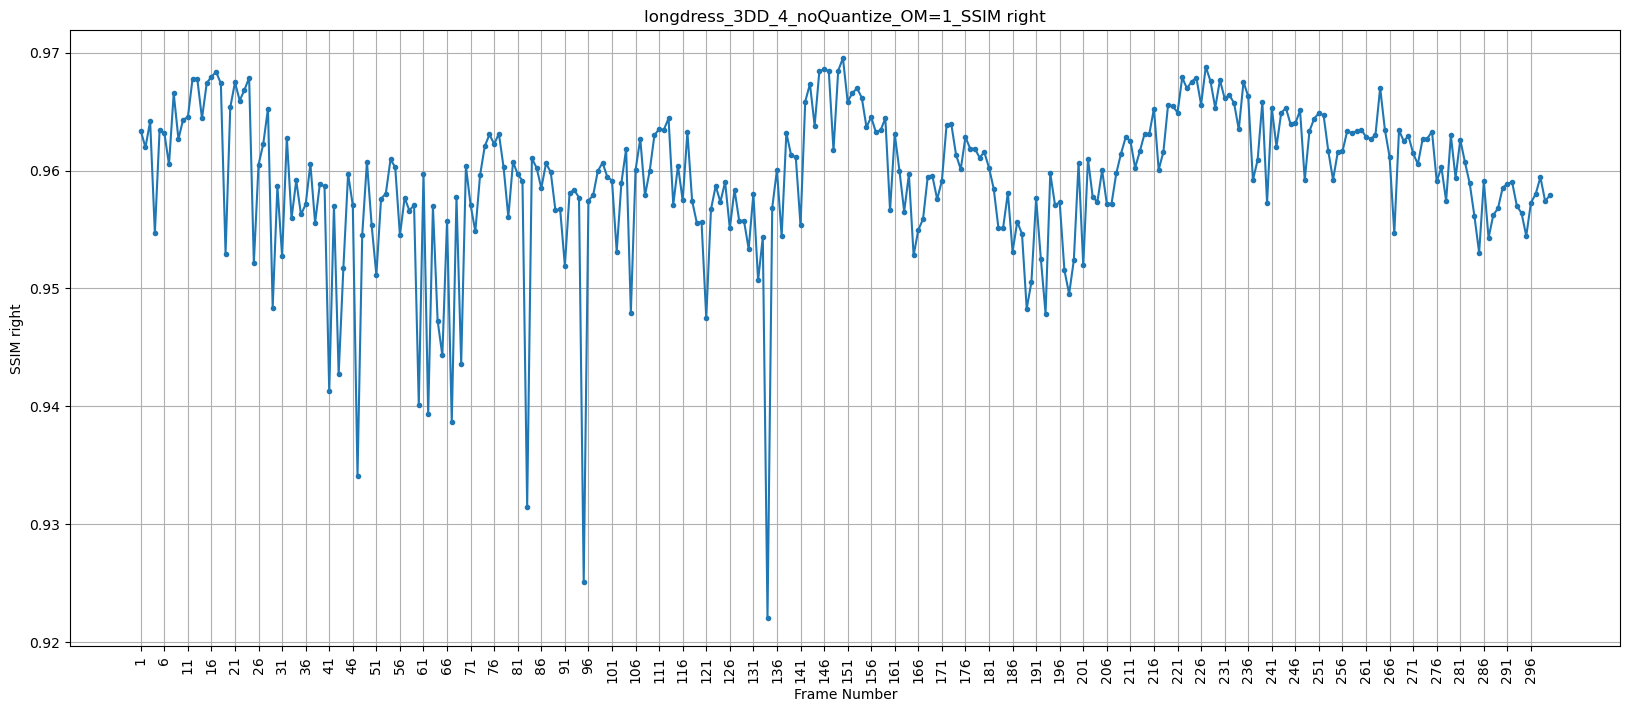 longdress_3DD_4_noQuantize_OM=1_SSIM right
0.97
0.96
0.95
0.94
0.93
0.92
SSIM right
1 6 11 16 21 26 31 36 41 46 51 56 61 66 71 76 81 86 91 96 101 106 111 116 121 126 131 136 141 146 151 156 161 166 171 176 181 186 191 196 201 206 211 216 221 226 231 236 241 246 251 256 261 266 271 276 281 286 291 296
Frame Number